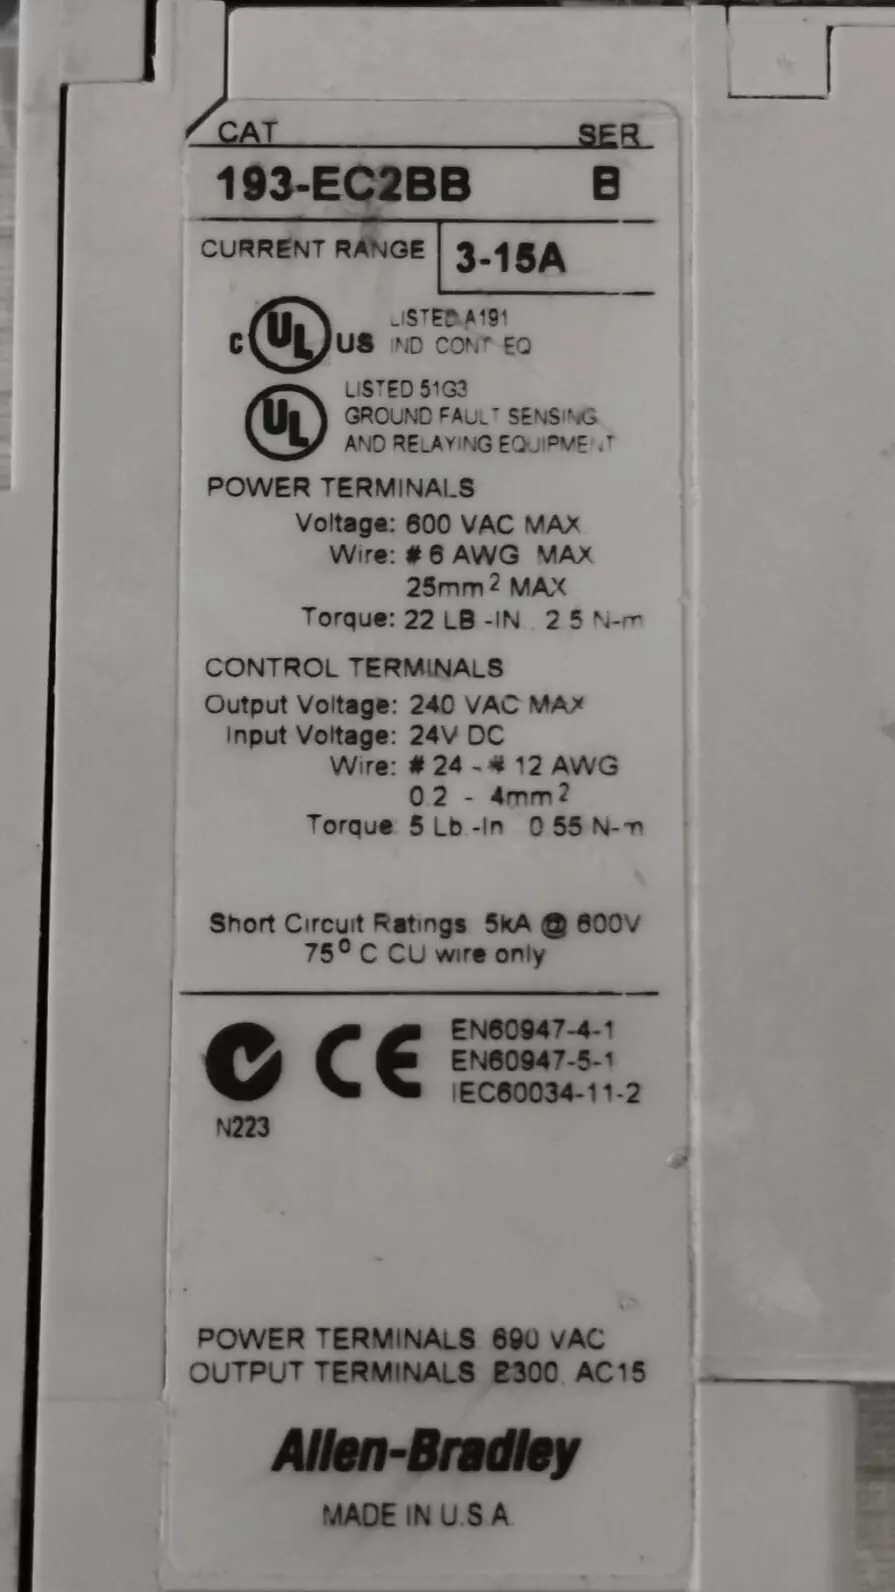 CAT SER
193-EC2BB B
CURRENT RANGE 3-15A
C UL US LISTED A191
IND CONT EQ
UL LISTED 51G3
GROUND FAULT SENSING
AND RELAYING EQUIPMENT
POWER TERMINALS
Voltage: 600 VAC MAX
Wire: # 6 AWG MAX
25mm² MAX
Torque: 22 LB-IN 2.5 N-m
CONTROL TERMINALS
Output Voltage: 240 VAC MAX
Input Voltage: 24V DC
Wire: # 24 - # 12 AWG
0.2 - 4mm²
Torque: 5 Lb-In 0.55 N-m
Short Circuit Ratings 5kA @ 600V
75° C CU wire only
CE EN60947-4-1
EN60947-5-1
IEC60034-11-2
N223
POWER TERMINALS 690 VAC
OUTPUT TERMINALS B300, AC15
Allen-Bradley
MADE IN U.S.A.